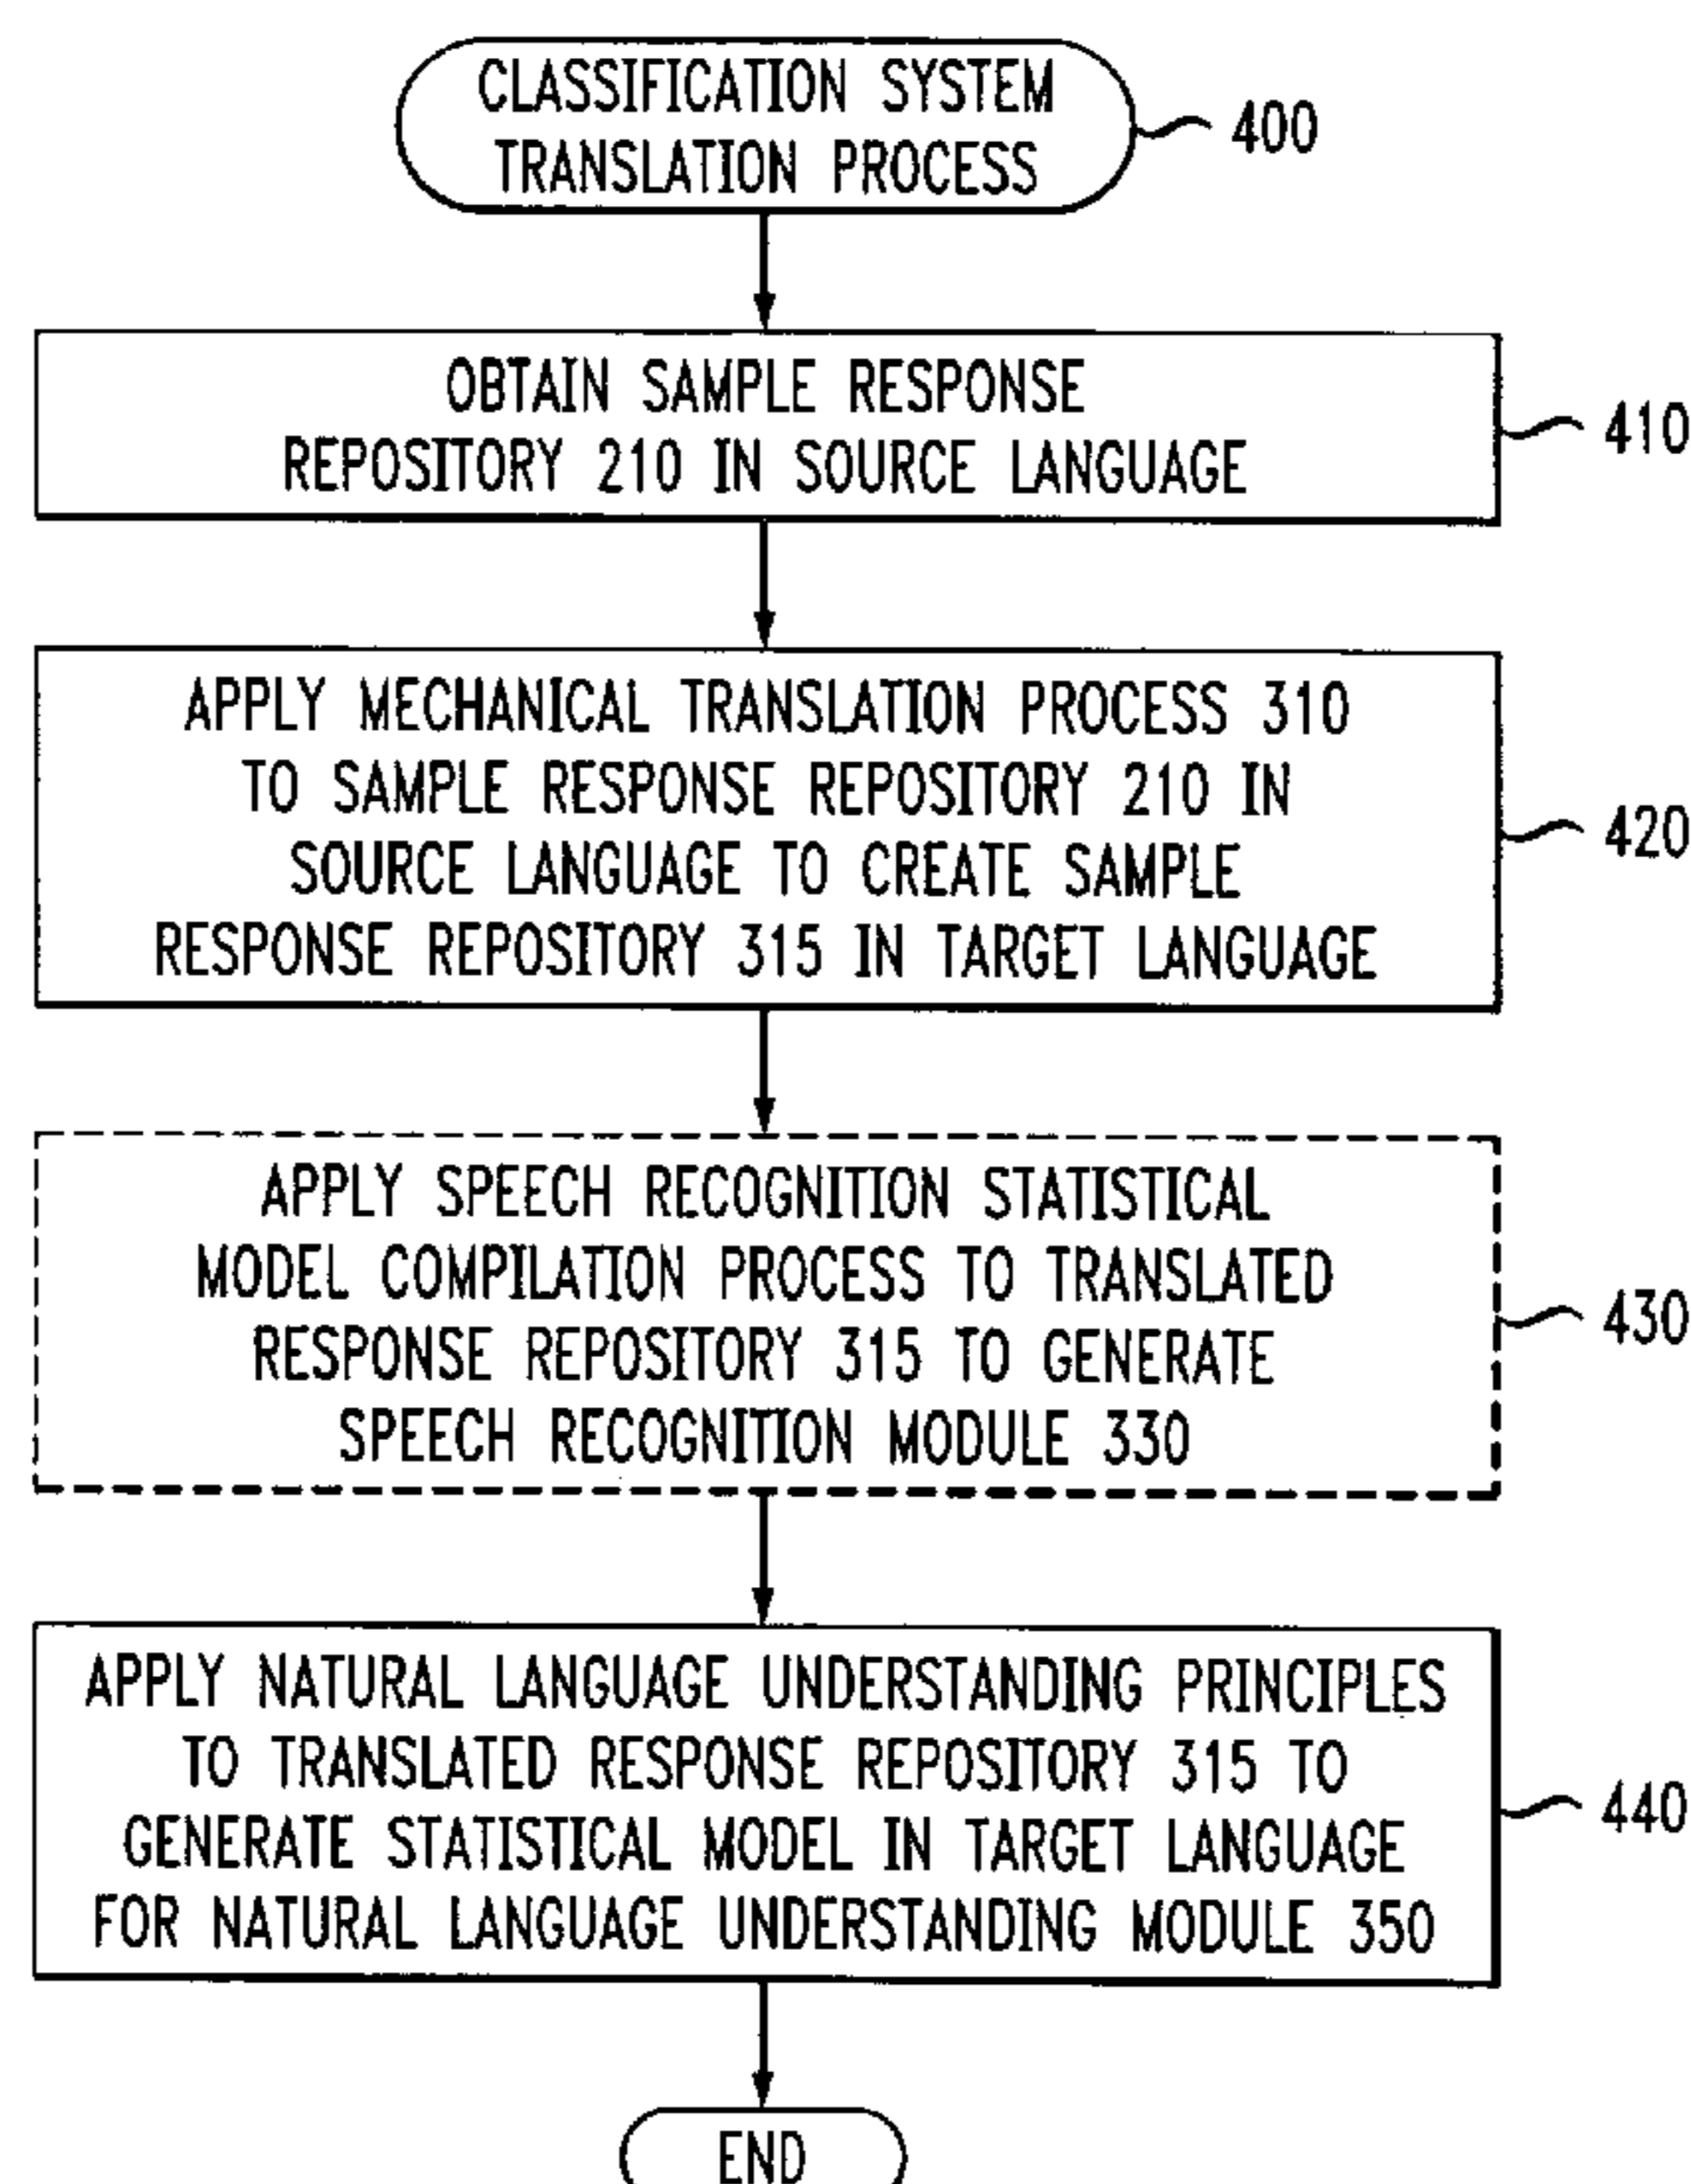 CLASSIFICATION SYSTEM
TRANSLATION PROCESS
400
OBTAIN SAMPLE RESPONSE
REPOSITORY 210 IN SOURCE LANGUAGE
410
APPLY MECHANICAL TRANSLATION PROCESS 310
TO SAMPLE RESPONSE REPOSITORY 210 IN
SOURCE LANGUAGE TO CREATE SAMPLE
RESPONSE REPOSITORY 315 IN TARGET LANGUAGE
420
APPLY SPEECH RECOGNITION STATISTICAL
MODEL COMPILATION PROCESS TO TRANSLATED
RESPONSE REPOSITORY 315 TO GENERATE
SPEECH RECOGNITION MODULE 330
430
APPLY NATURAL LANGUAGE UNDERSTANDING PRINCIPLES
TO TRANSLATED RESPONSE REPOSITORY 315 TO
GENERATE STATISTICAL MODEL IN TARGET LANGUAGE
FOR NATURAL LANGUAGE UNDERSTANDING MODULE 350
440
END